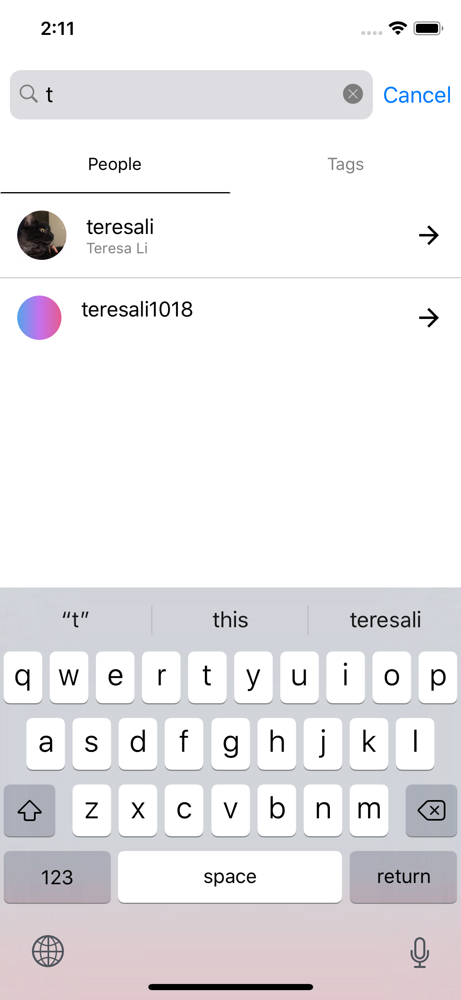 2:11
t
Cancel
People Tags
teresali
Teresa Li
teresali1018
“t” this teresali
q w e r t y u i o p
a s d f g h j k l
z x c v b n m
123 space return